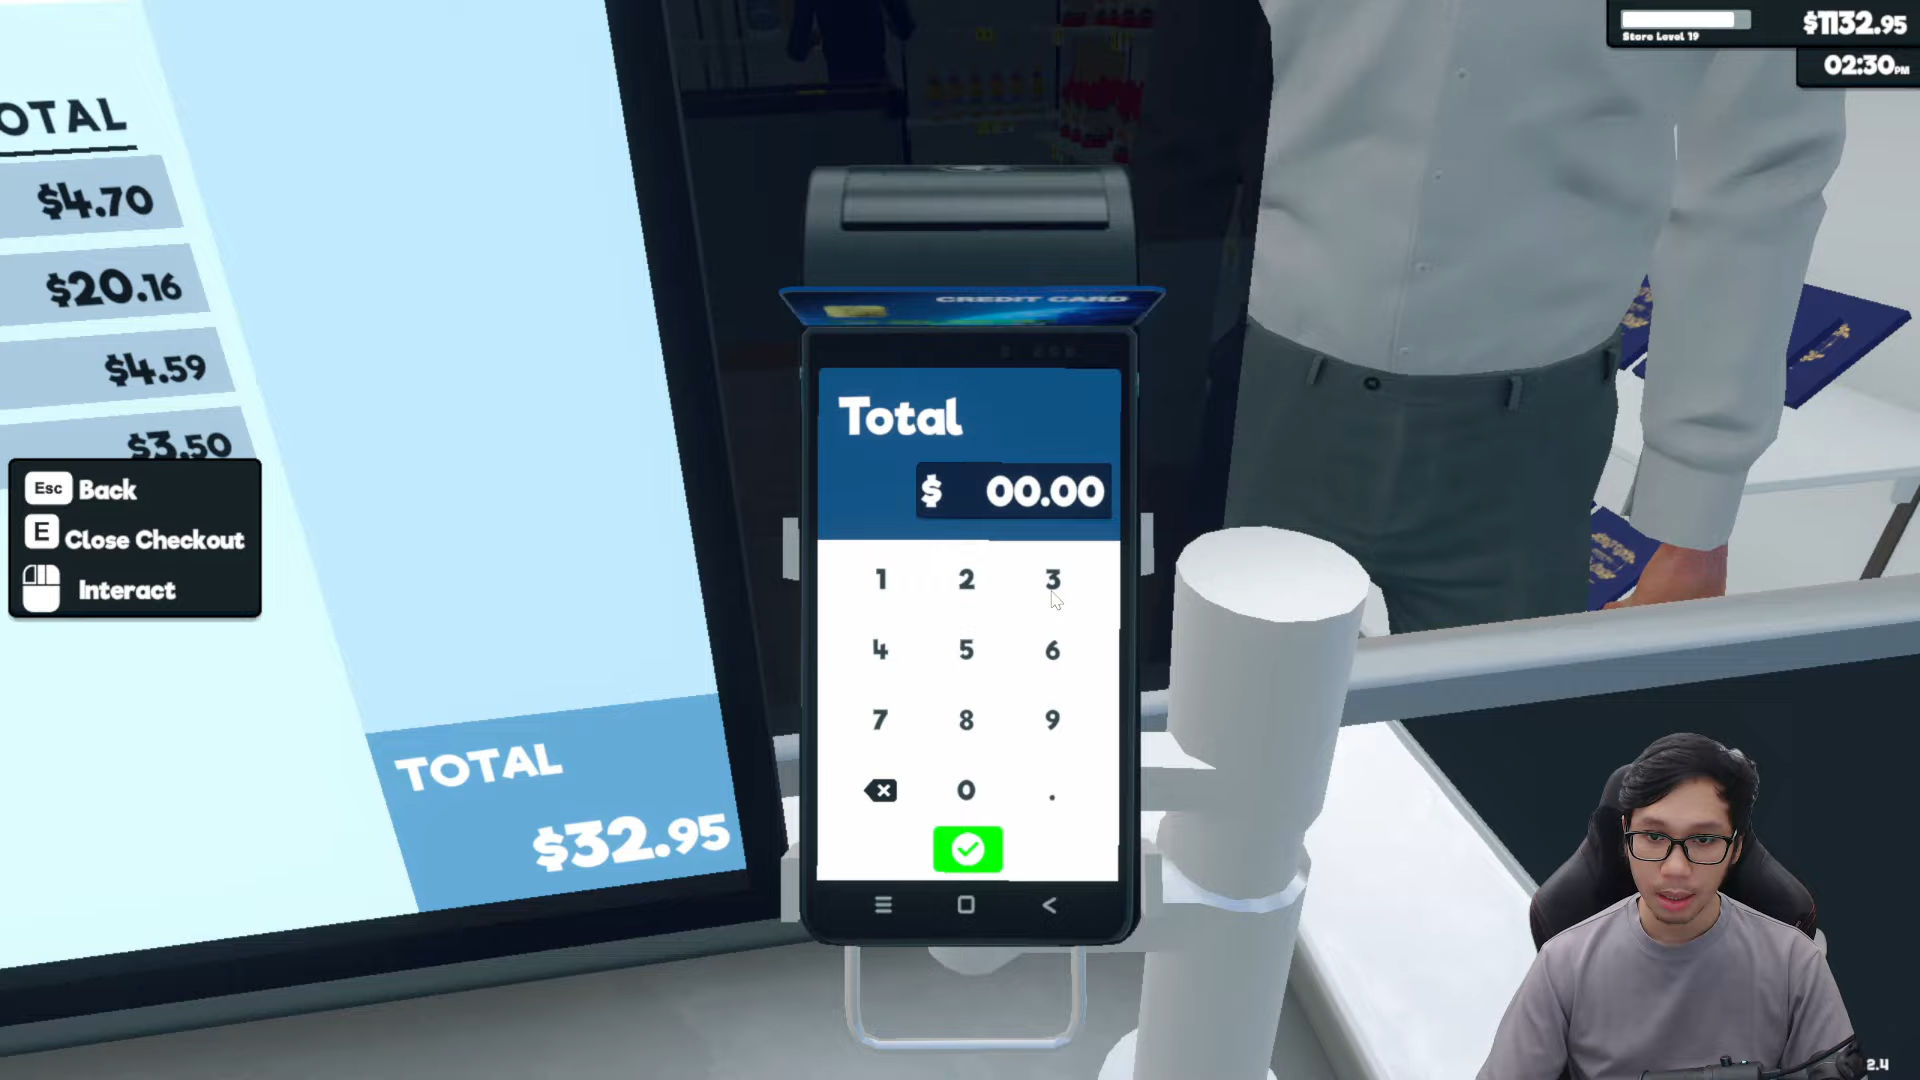 $1132.95
Store Level 19
02:30PM
OTAL
$4.70
$20.16
$4.59
$3.50
Esc Back
E Close Checkout
Interact
TOTAL
$32.95
CREDIT CARD
Total
$ 00.00
1 2 3
4 5 6
7 8 9
0 .
2.4